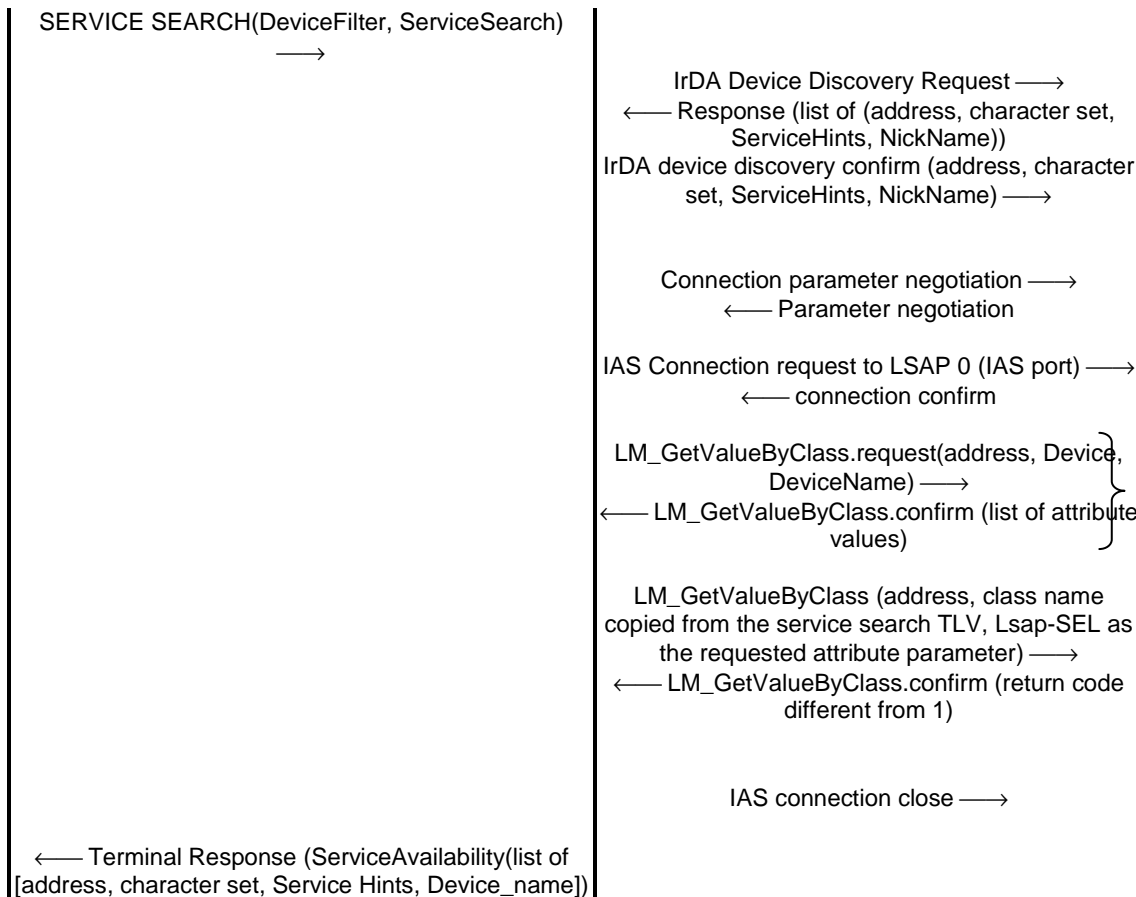 SERVICE SEARCH(DeviceFilter, ServiceSearch)
⟶
IrDA Device Discovery Request ⟶
⟵ Response (list of (address, character set,
ServiceHints, NickName))
IrDA device discovery confirm (address, character
set, ServiceHints, NickName) ⟶
Connection parameter negotiation ⟶
⟵ Parameter negotiation
IAS Connection request to LSAP 0 (IAS port) ⟶
⟵ connection confirm
LM_GetValueByClass.request(address, Device,
DeviceName) ⟶
⟵ LM_GetValueByClass.confirm (list of attribute
values)
LM_GetValueByClass (address, class name
copied from the service search TLV, Lsap-SEL as
the requested attribute parameter) ⟶
⟵ LM_GetValueByClass.confirm (return code
different from 1)
IAS connection close ⟶
⟵ Terminal Response (ServiceAvailability(list of
[address, character set, Service Hints, Device_name])